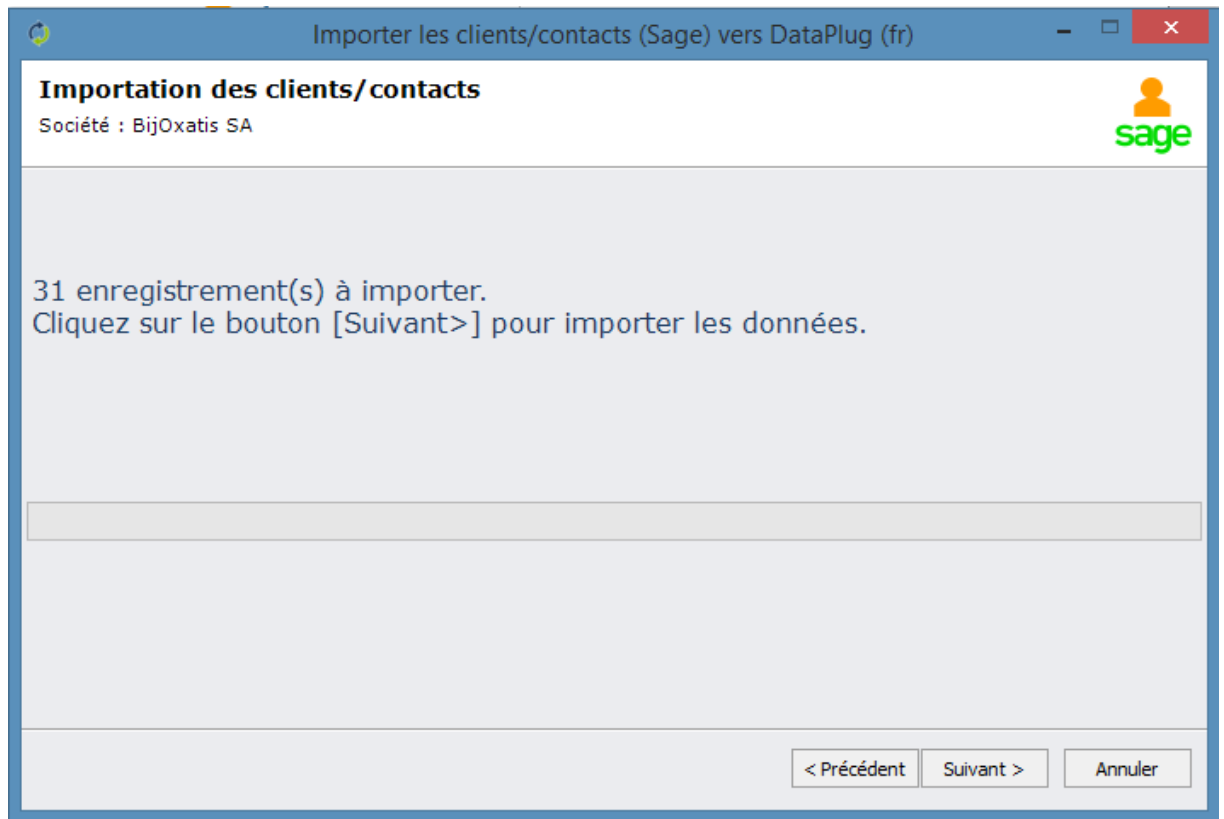 Importer les clients/contacts (Sage) vers DataPlug (fr)
Importation des clients/contacts
Société : BijOxatis SA
sage
31 enregistrement(s) à importer.
Cliquez sur le bouton [Suivant>] pour importer les données.
< Précédent Suivant > Annuler